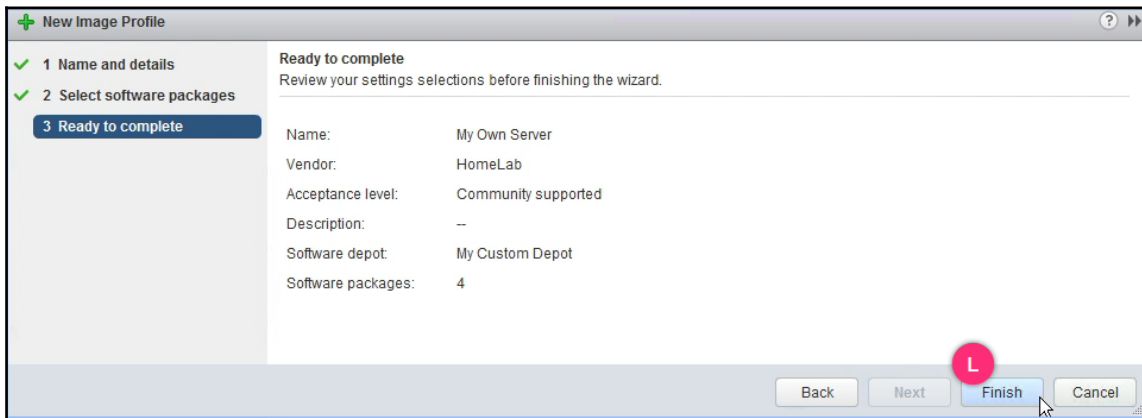 New Image Profile
?
1 Name and details
2 Select software packages
3 Ready to complete
Ready to complete
Review your settings selections before finishing the wizard.
Name: My Own Server
Vendor: HomeLab
Acceptance level: Community supported
Description: --
Software depot: My Custom Depot
Software packages: 4
L
Back Next Finish Cancel